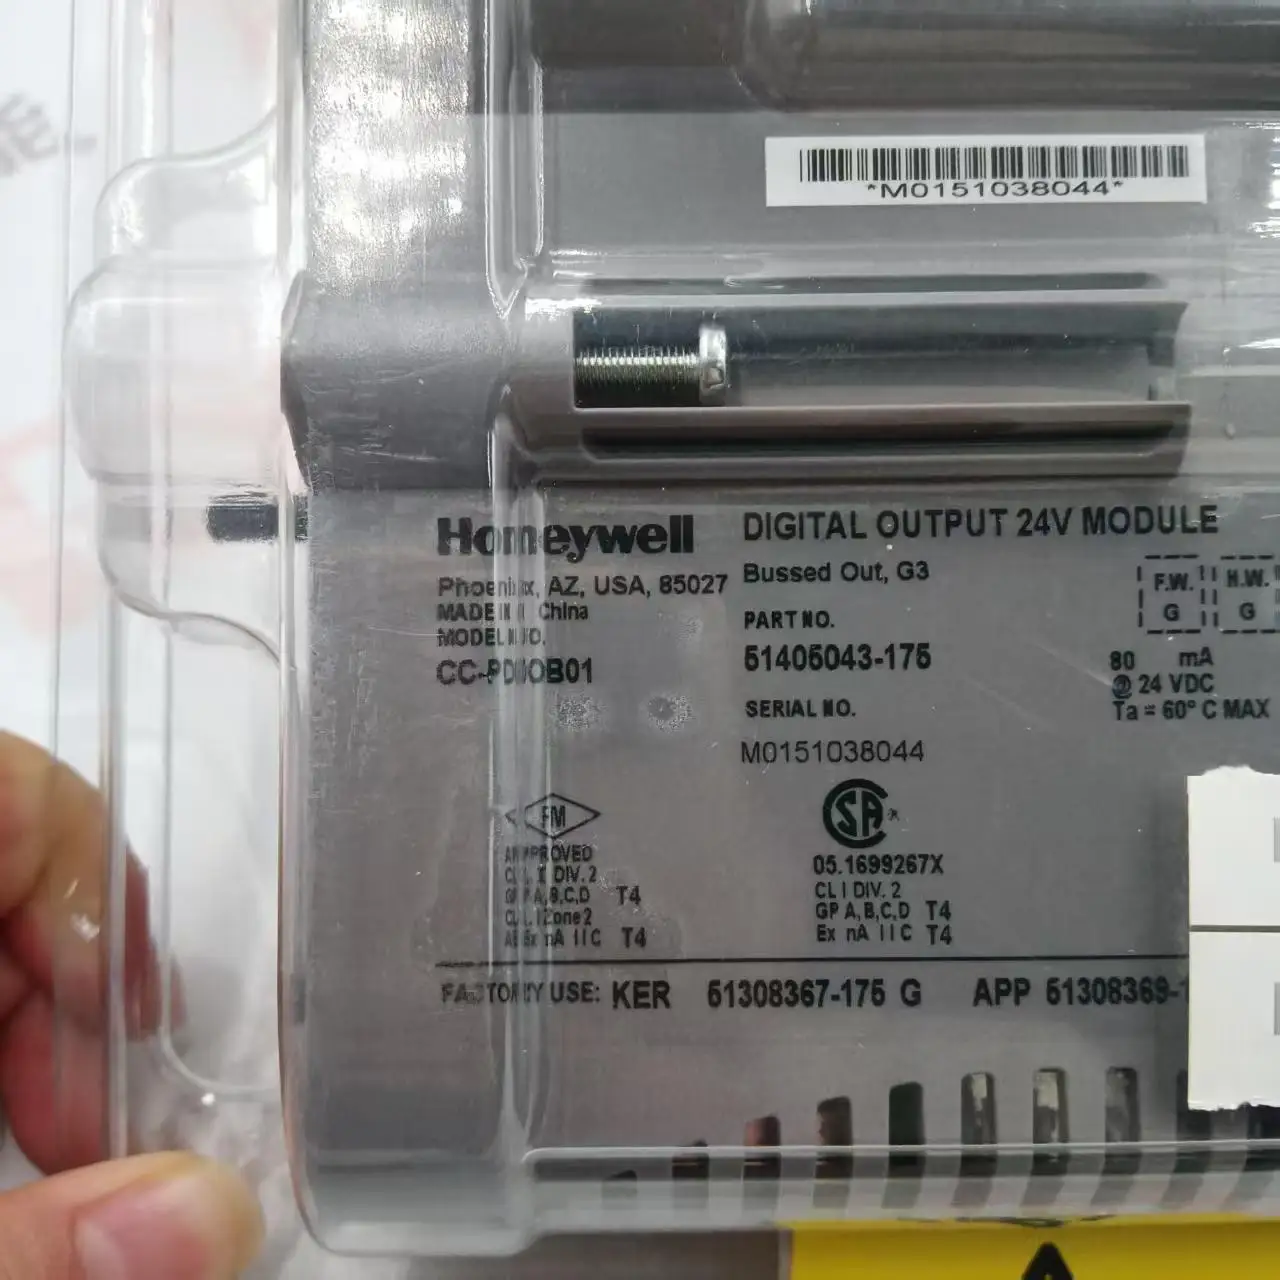 *M0151038044*
Honeywell
Phoenix, AZ, USA, 85027
MADE IN China
MODEL NO.
CC-PDOB01
DIGITAL OUTPUT 24V MODULE
Bussed Out, G3
PART NO.
51405043-175
SERIAL NO.
M0151038044
F.W. H.W.
G G
80 mA
@ 24 VDC
Ta = 60° C MAX
FM
APPROVED
CL I DIV. 2
GP A,B,C,D T4
CL I Zone 2
AEx nA IIC T4
CSA
05.1699267X
CL I DIV. 2
GP A,B,C,D T4
Ex nA IIC T4
FACTORY USE: KER 51308367-175 G APP 51308369-1